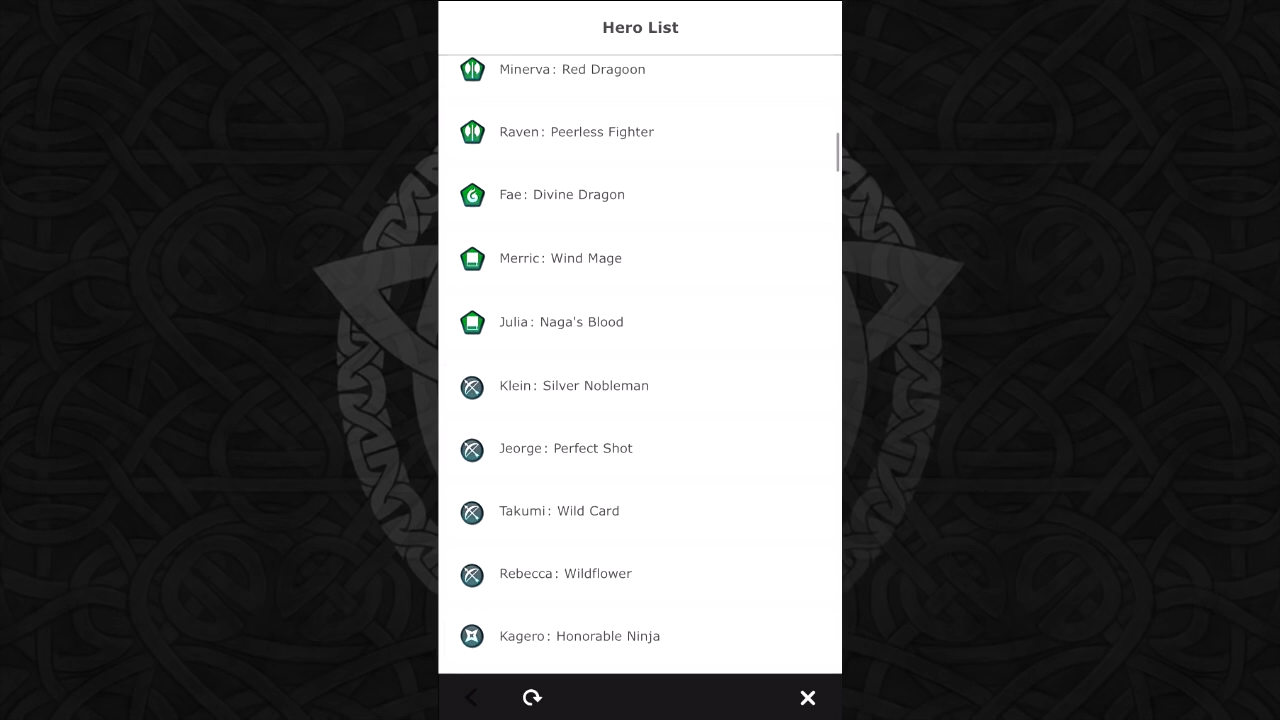 Hero List
Minerva: Red Dragoon
Raven: Peerless Fighter
Fae: Divine Dragon
Merric: Wind Mage
Julia: Naga's Blood
Klein: Silver Nobleman
Jeorge: Perfect Shot
Takumi: Wild Card
Rebecca: Wildflower
Kagero: Honorable Ninja